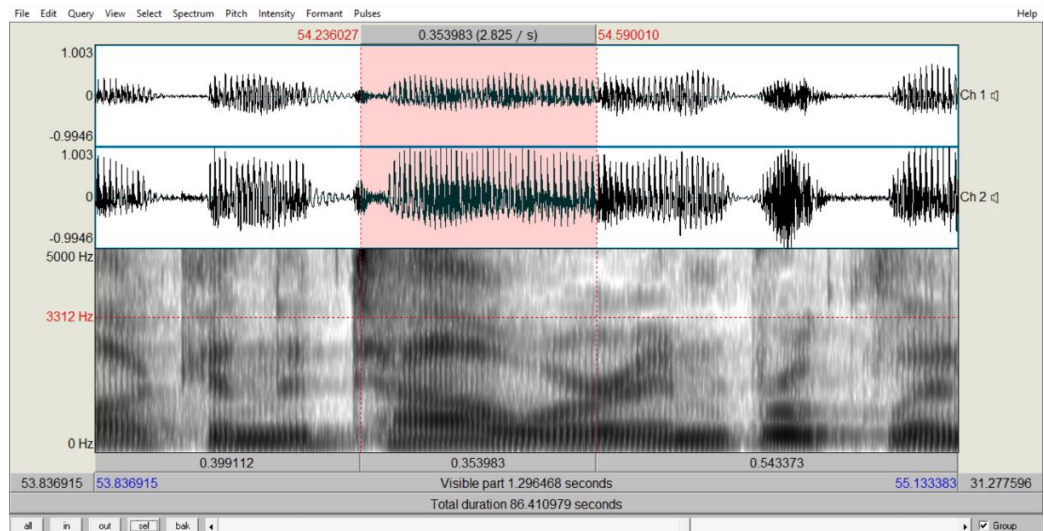 File Edit Query View Select Spectrum Pitch Intensity Formant Pulses Help
54.236027 0.353983 (2.825 / s) 54.590010
1.003
0
-0.9946
Ch 1
1.003
0
-0.9946
Ch 2
5000 Hz
3312 Hz
0 Hz
0.399112 0.353983 0.543373
53.836915 53.836915 Visible part 1.296468 seconds 55.133383 31.277596
Total duration 86.410979 seconds
all in out sel bak Group